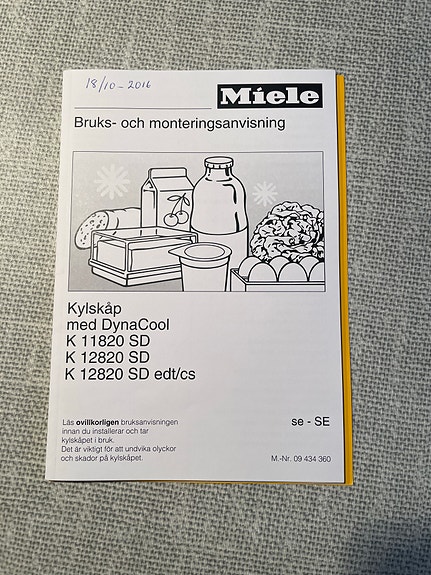 18/10-2016
Miele
Bruks- och monteringsanvisning
Kylskåp
med DynaCool
K 11820 SD
K 12820 SD
K 12820 SD edt/cs
Läs ovillkorligen bruksanvisningen
innan du installerar och tar
kylskåpet i bruk.
Det är viktigt för att undvika olyckor
och skador på kylskåpet.
se - SE
M.-Nr. 09 434 360